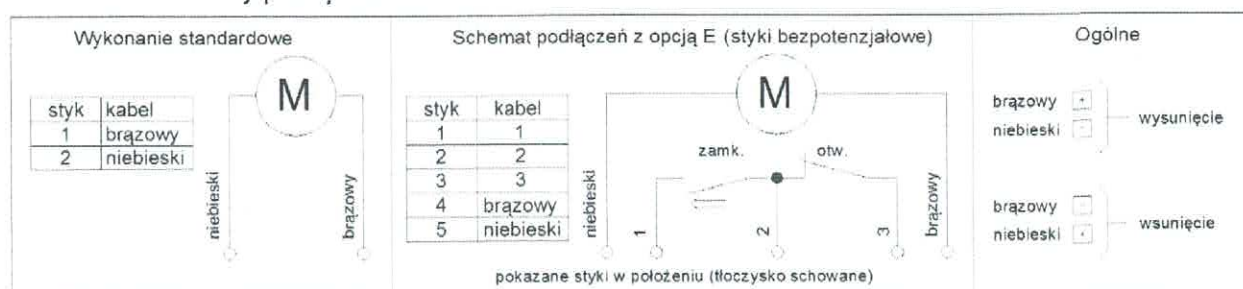 Wykonanie standardowe
M
styk kabel
1 brązowy
2 niebieski
niebieski
brązowy
Schemat podłączeń z opcją E (styki bezpotenzjałowe)
M
styk kabel
1 1
2 2
3 3
4 brązowy
5 niebieski
zamk. otw.
niebieski
1
2
3
brązowy
pokazane styki w położeniu (tłoczysko schowane)
Ogólne
brązowy +
niebieski -
wysunięcie
brązowy -
niebieski +
wsunięcie